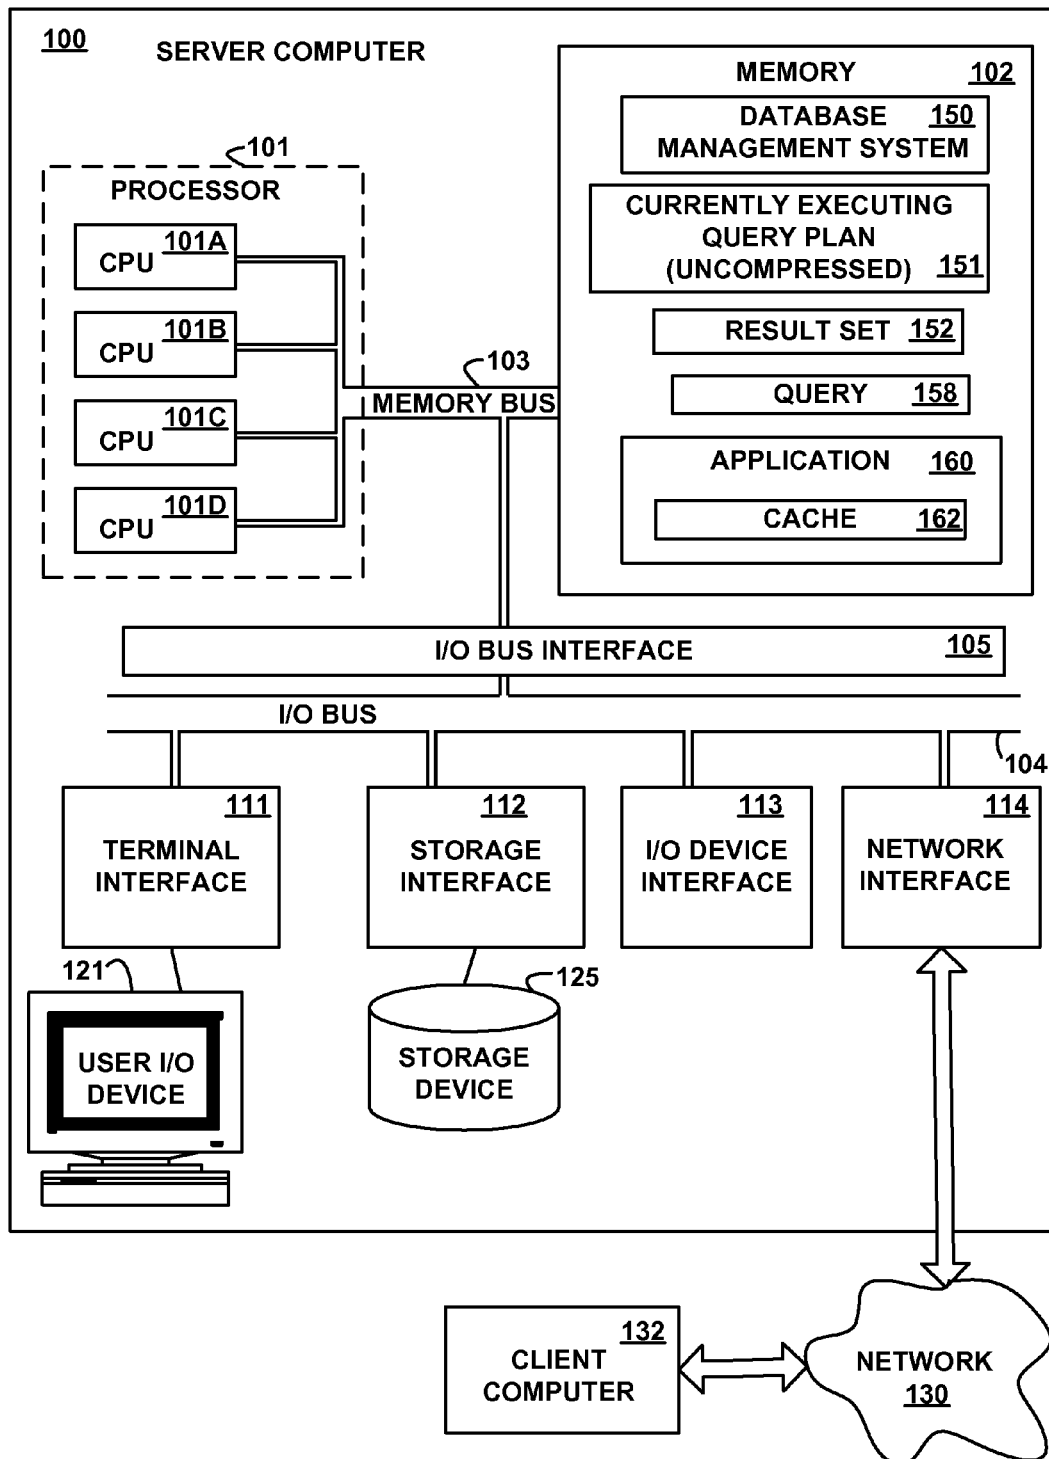 100
SERVER COMPUTER
MEMORY 102
DATABASE 150
MANAGEMENT SYSTEM
CURRENTLY EXECUTING
QUERY PLAN
(UNCOMPRESSED) 151
RESULT SET 152
QUERY 158
APPLICATION 160
CACHE 162
101
PROCESSOR
101A
CPU
101B
CPU
101C
CPU
101D
CPU
103
MEMORY BUS
I/O BUS INTERFACE 105
I/O BUS
104
111
TERMINAL
INTERFACE
112
STORAGE
INTERFACE
113
I/O DEVICE
INTERFACE
114
NETWORK
INTERFACE
121
USER I/O
DEVICE
125
STORAGE
DEVICE
132
CLIENT
COMPUTER
NETWORK
130